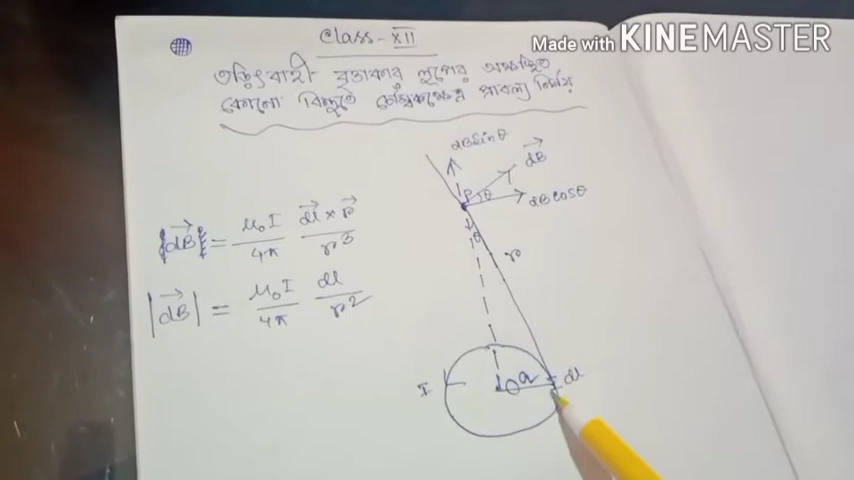 Class - XII
Made with KINEMASTER
তড়িৎবাহী বৃত্তাকার লুপের অক্ষস্থিত
কোনো বিন্দুতে চৌম্বকক্ষেত্র প্রাবল্য নির্ণয়
dB sinθ
dB
P θ
dB cosθ
{dB} = μ₀I/4π dl × r/r³
θ
r
|dB| = μ₀I/4π dl/r²
I
O a dl